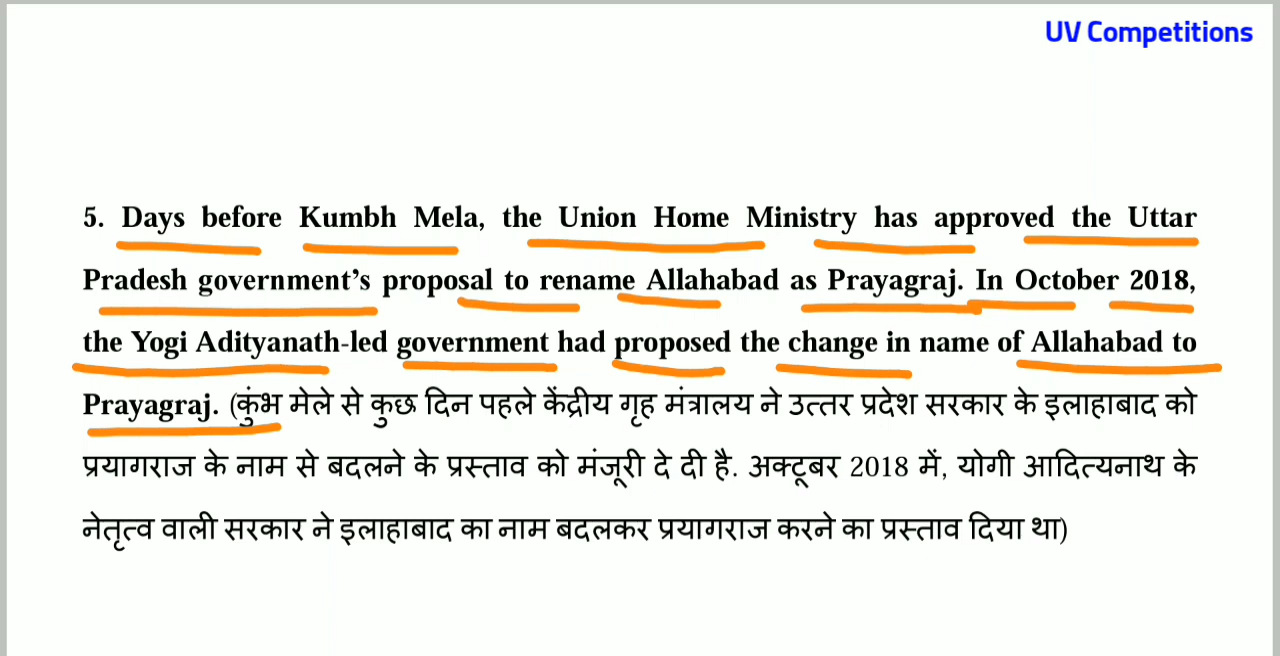 UV Competitions
5. Days before Kumbh Mela, the Union Home Ministry has approved the Uttar
Pradesh government’s proposal to rename Allahabad as Prayagraj. In October 2018,
the Yogi Adityanath-led government had proposed the change in name of Allahabad to
Prayagraj. (कुंभ मेले से कुछ दिन पहले केंद्रीय गृह मंत्रालय ने उत्तर प्रदेश सरकार के इलाहाबाद को
प्रयागराज के नाम से बदलने के प्रस्ताव को मंजूरी दे दी है. अक्टूबर 2018 में, योगी आदित्यनाथ के
नेतृत्व वाली सरकार ने इलाहाबाद का नाम बदलकर प्रयागराज करने का प्रस्ताव दिया था)